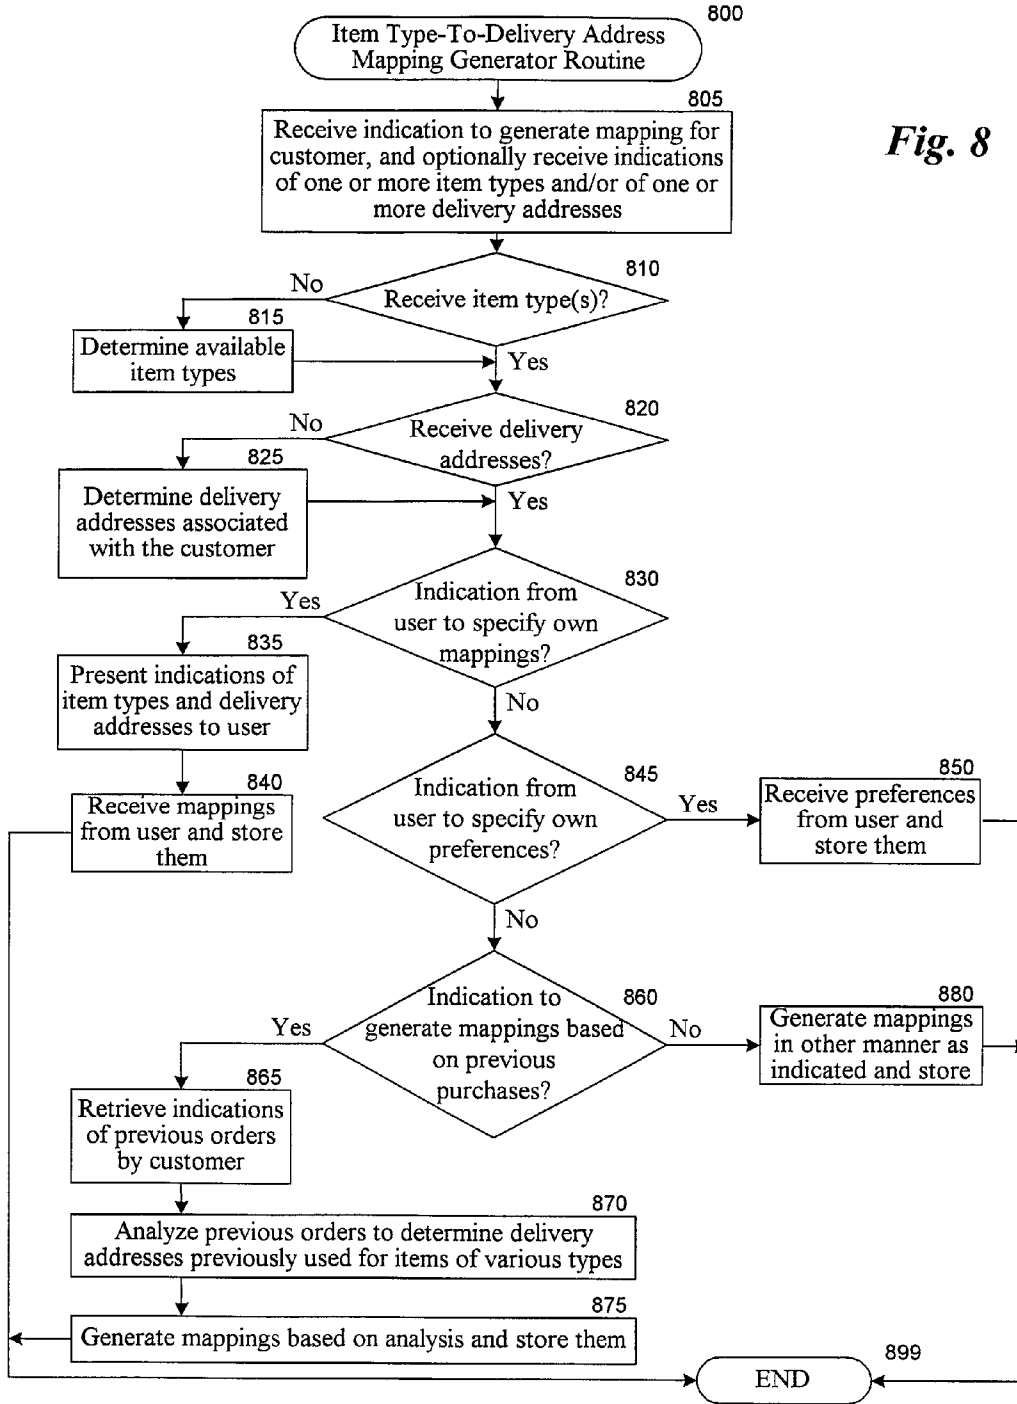 800
Item Type-To-Delivery Address
Mapping Generator Routine
805
Fig. 8
Receive indication to generate mapping for
customer, and optionally receive indications
of one or more item types and/or of one or
more delivery addresses
810
No
Receive item type(s)?
815
Determine available
item types
Yes
820
No
Receive delivery
addresses?
825
Yes
Determine delivery
addresses associated
with the customer
830
Indication from
user to specify own
mappings?
Yes
835
Present indications of
item types and delivery
addresses to user
No
840
Receive mappings
from user and store
them
845
Indication from
user to specify own
preferences?
Yes
850
Receive preferences
from user and
store them
No
860
Indication to
generate mappings based
on previous
purchases?
Yes
No
880
Generate mappings
in other manner as
indicated and store
865
Retrieve indications
of previous orders
by customer
870
Analyze previous orders to determine delivery
addresses previously used for items of various types
875
Generate mappings based on analysis and store them
899
END